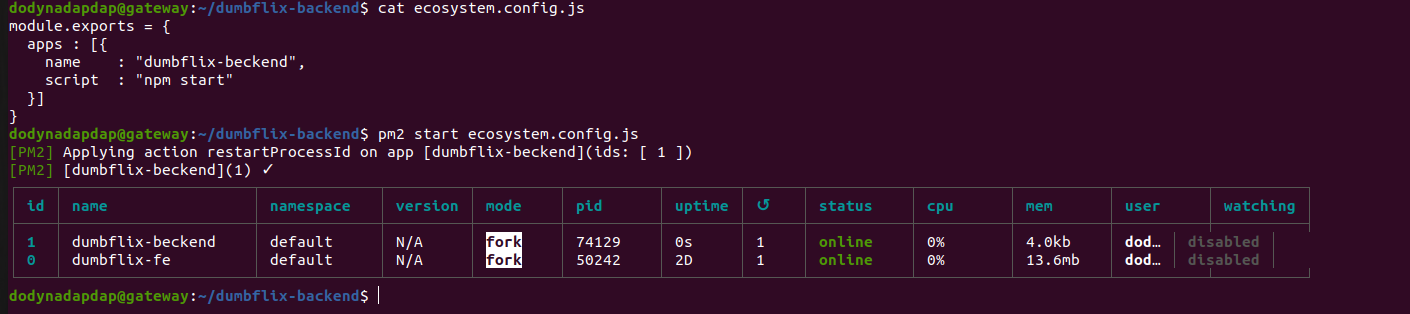 dodynadapdap@gateway:~/dumbflix-backend$ cat ecosystem.config.js
module.exports = {
  apps : [{
    name    : "dumbflix-beckend",
    script  : "npm start"
  }]
}
dodynadapdap@gateway:~/dumbflix-backend$ pm2 start ecosystem.config.js
[PM2] Applying action restartProcessId on app [dumbflix-beckend](ids: [ 1 ])
[PM2] [dumbflix-beckend](1) ✓
id name namespace version mode pid uptime ↺ status cpu mem user watching
1 dumbflix-beckend default N/A fork 74129 0s 1 online 0% 4.0kb dod… disabled
0 dumbflix-fe default N/A fork 50242 2D 1 online 0% 13.6mb dod… disabled
dodynadapdap@gateway:~/dumbflix-backend$